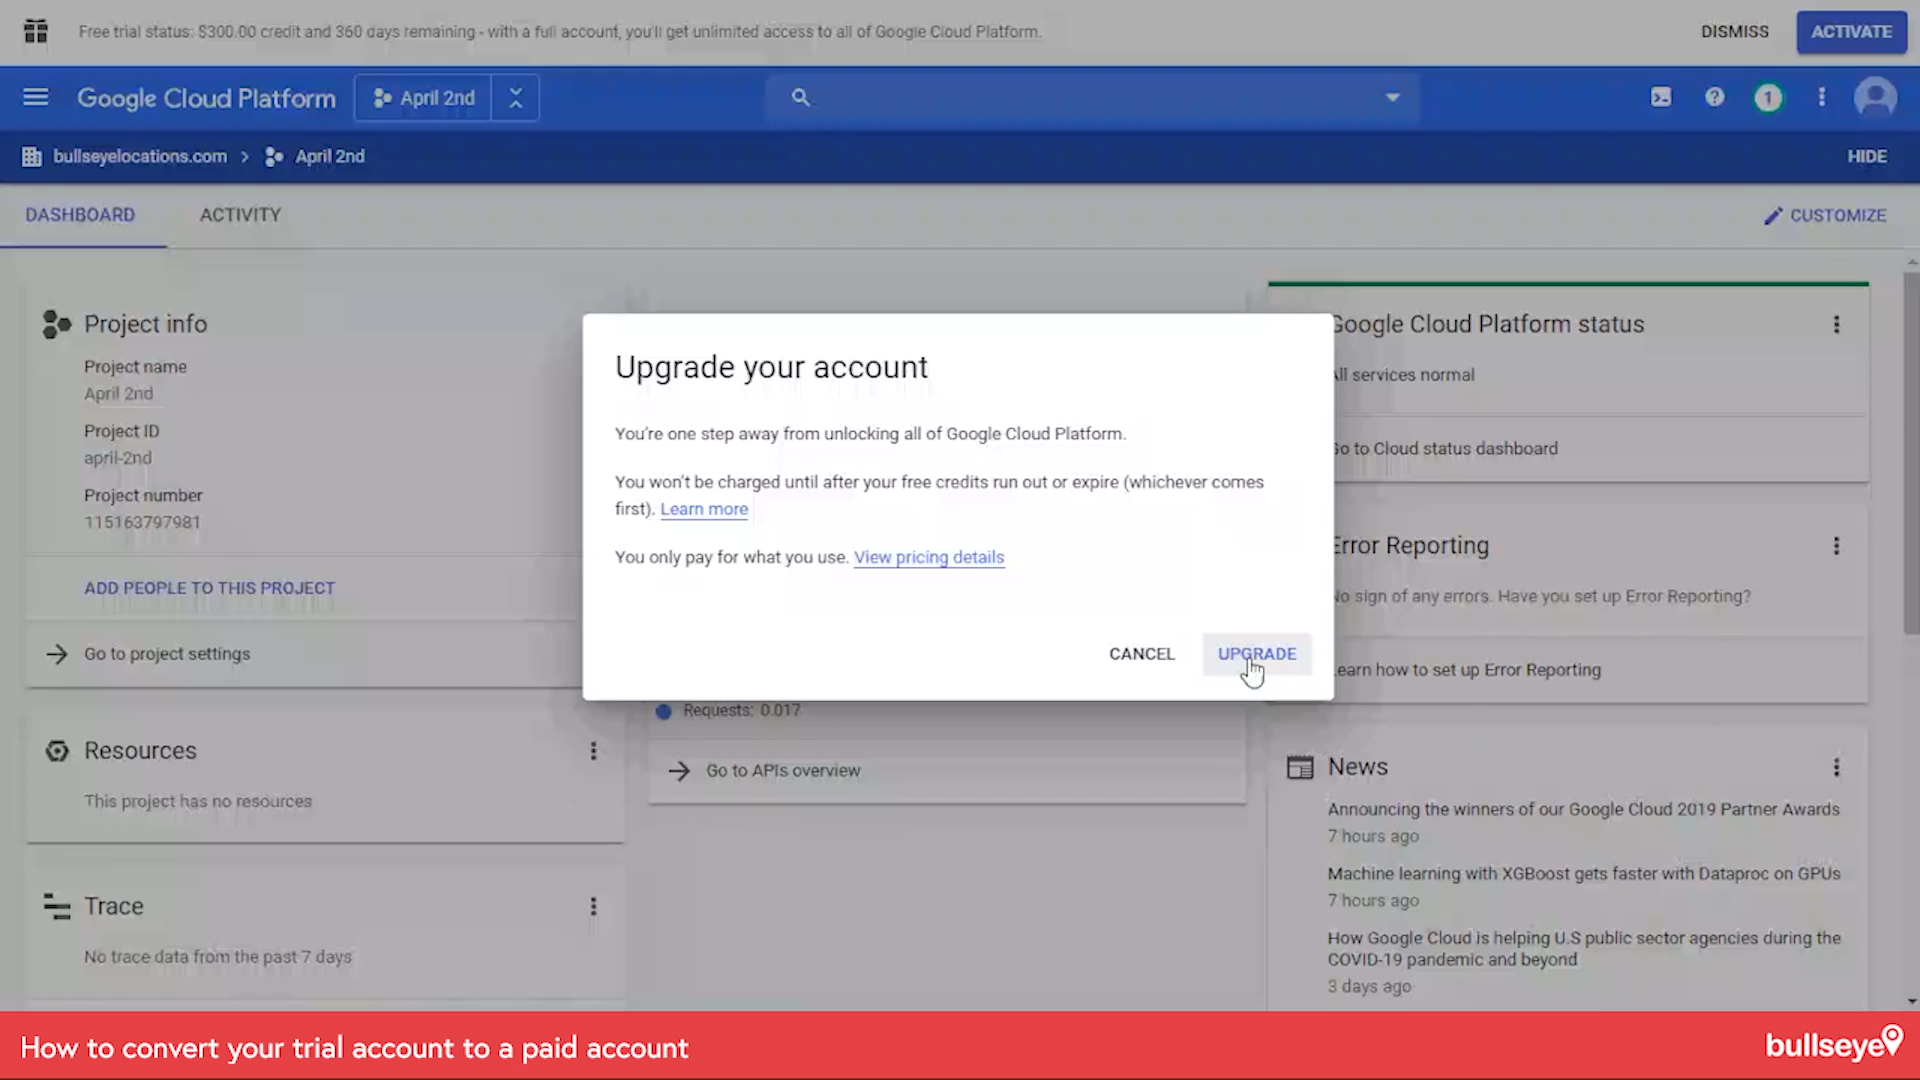 Free trial status: $300.00 credit and 360 days remaining - with a full account, you'll get unlimited access to all of Google Cloud Platform.
DISMISS
ACTIVATE
Google Cloud Platform
April 2nd
1
bullseyelocations.com
April 2nd
HIDE
DASHBOARD
ACTIVITY
CUSTOMIZE
Project info
Project name
April 2nd
Project ID
april-2nd
Project number
115163797981
ADD PEOPLE TO THIS PROJECT
Go to project settings
Resources
This project has no resources
Trace
No trace data from the past 7 days
Upgrade your account
You're one step away from unlocking all of Google Cloud Platform.
You won't be charged until after your free credits run out or expire (whichever comes
first). Learn more
You only pay for what you use. View pricing details
CANCEL
UPGRADE
Requests: 0.017
Go to APIs overview
Google Cloud Platform status
All services normal
Go to Cloud status dashboard
Error Reporting
No sign of any errors. Have you set up Error Reporting?
Learn how to set up Error Reporting
News
Announcing the winners of our Google Cloud 2019 Partner Awards
7 hours ago
Machine learning with XGBoost gets faster with Dataproc on GPUs
7 hours ago
How Google Cloud is helping U.S public sector agencies during the
COVID-19 pandemic and beyond
3 days ago
How to convert your trial account to a paid account
bullseye